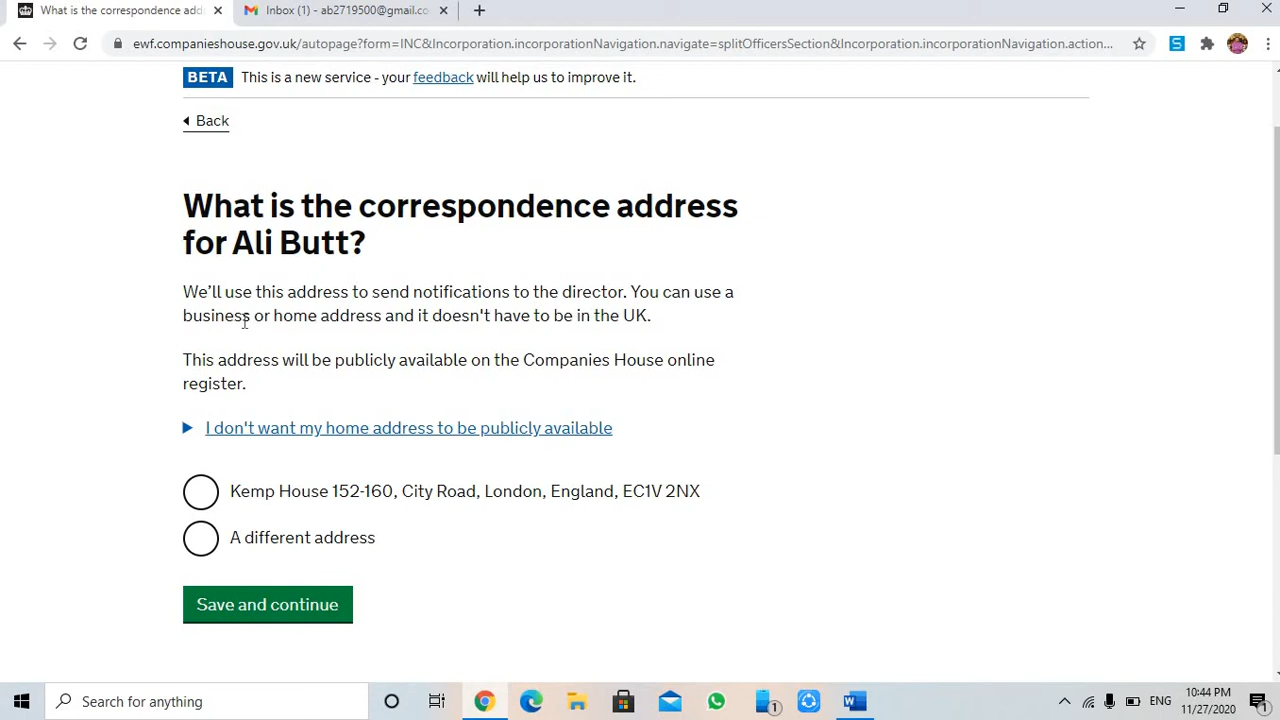 What is the correspondence add
Inbox (1) - ab2719500@gmail.co
ewf.companieshouse.gov.uk/autopage?form=INC&Incorporation.incorporationNavigation.navigate=splitOfficersSection&Incorporation.incorporationNavigation.action...
BETA This is a new service - your feedback will help us to improve it.
Back
What is the correspondence address
for Ali Butt?
We'll use this address to send notifications to the director. You can use a
business or home address and it doesn't have to be in the UK.
This address will be publicly available on the Companies House online
register.
I don't want my home address to be publicly available
Kemp House 152-160, City Road, London, England, EC1V 2NX
A different address
Save and continue
Search for anything
ENG
10:44 PM
11/27/2020